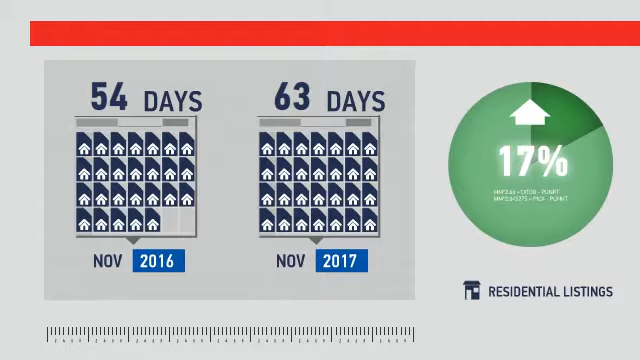 54 DAYS
63 DAYS
17%
NOV 2016
NOV 2017
RESIDENTIAL LISTINGS